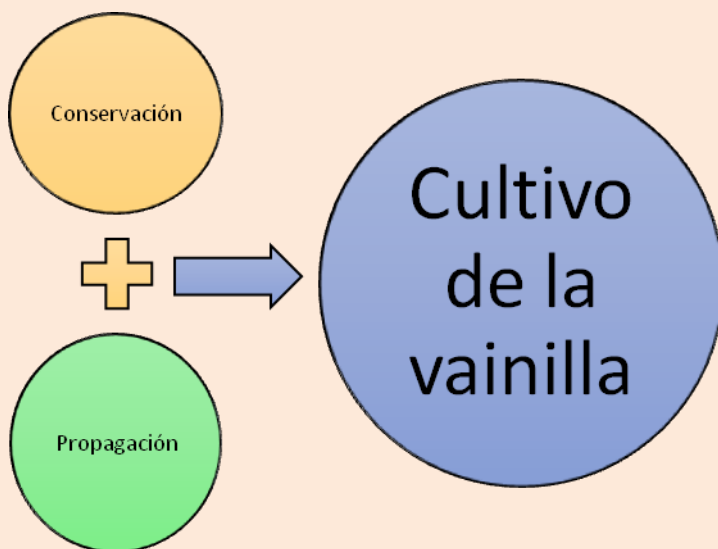 Conservación
Propagación
Cultivo
de la
vainilla